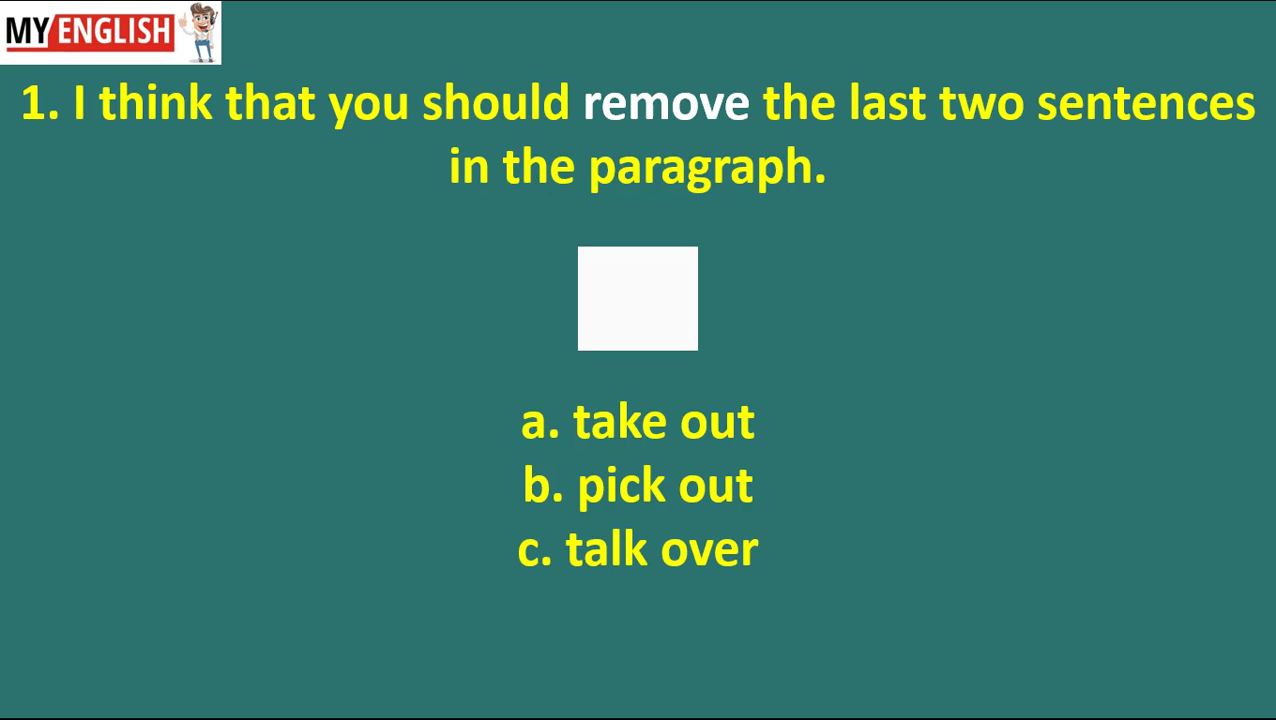 MY ENGLISH
1. I think that you should remove the last two sentences
in the paragraph.
a. take out
b. pick out
c. talk over